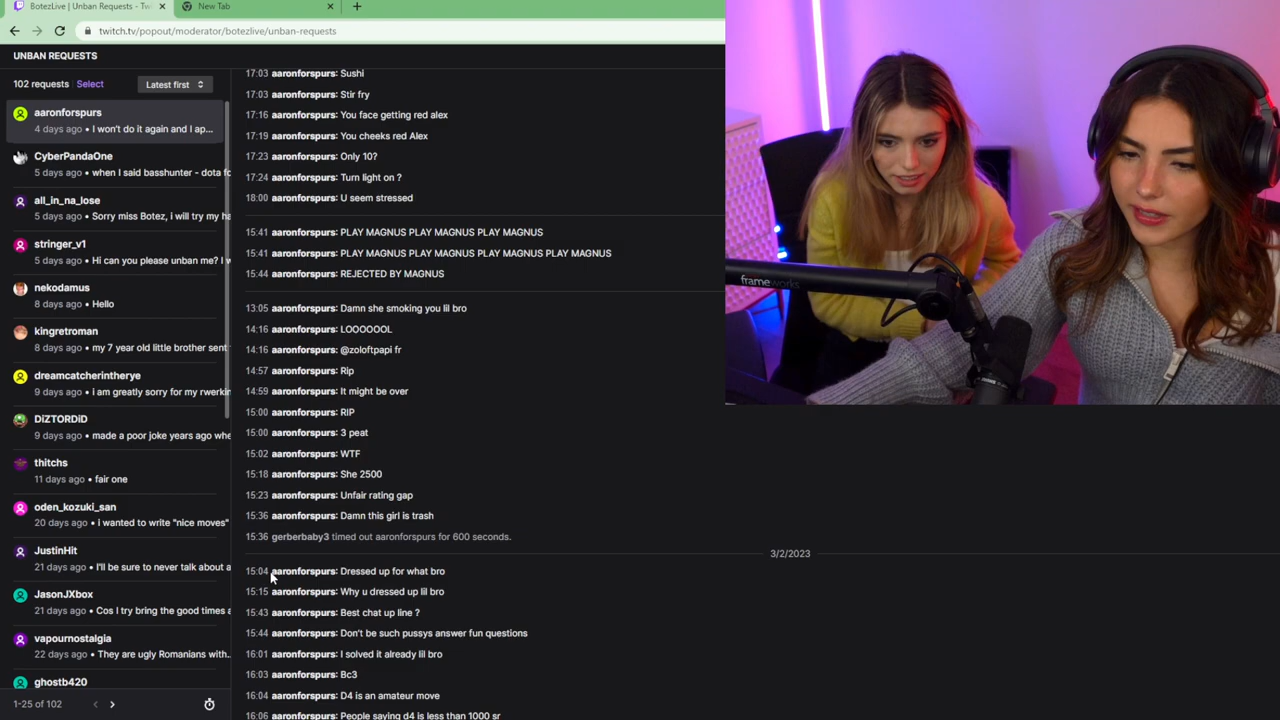 BotezLive | Unban Requests - Tw
New Tab
twitch.tv/popout/moderator/botezlive/unban-requests
UNBAN REQUESTS
102 requests Select Latest first
aaronforspurs
4 days ago • I won't do it again and I ap...
CyberPandaOne
5 days ago • when I said basshunter - dota fo
all_in_na_lose
5 days ago • Sorry miss Botez, i will try my ha
stringer_v1
5 days ago • Hi can you please unban me? I w
nekodamus
8 days ago • Hello
kingretroman
8 days ago • my 7 year old little brother sent
dreamcatcherintherye
9 days ago • i am greatly sorry for my rwerkin
DiZTORDiD
9 days ago • made a poor joke years ago whe
thitchs
11 days ago • fair one
oden_kozuki_san
20 days ago • i wanted to write "nice moves"
JustinHit
21 days ago • I'll be sure to never talk about a
JasonJXbox
21 days ago • Cos I try bring the good times a
vapournostalgia
22 days ago • They are ugly Romanians with..
ghostb420
1-25 of 102
17:03 aaronforspurs: Sushi
17:03 aaronforspurs: Stir fry
17:16 aaronforspurs: You face getting red alex
17:19 aaronforspurs: You cheeks red Alex
17:23 aaronforspurs: Only 10?
17:24 aaronforspurs: Turn light on ?
18:00 aaronforspurs: U seem stressed
15:41 aaronforspurs: PLAY MAGNUS PLAY MAGNUS PLAY MAGNUS
15:41 aaronforspurs: PLAY MAGNUS PLAY MAGNUS PLAY MAGNUS PLAY MAGNUS
15:44 aaronforspurs: REJECTED BY MAGNUS
13:05 aaronforspurs: Damn she smoking you lil bro
14:16 aaronforspurs: LOOOOOOL
14:16 aaronforspurs: @zoloftpapi fr
14:57 aaronforspurs: Rip
14:59 aaronforspurs: It might be over
15:00 aaronforspurs: RIP
15:00 aaronforspurs: 3 peat
15:02 aaronforspurs: WTF
15:18 aaronforspurs: She 2500
15:23 aaronforspurs: Unfair rating gap
15:36 aaronforspurs: Damn this girl is trash
15:36 gerberbaby3 timed out aaronforspurs for 600 seconds.
3/2/2023
15:04 aaronforspurs: Dressed up for what bro
15:15 aaronforspurs: Why u dressed up lil bro
15:43 aaronforspurs: Best chat up line ?
15:44 aaronforspurs: Don't be such pussys answer fun questions
16:01 aaronforspurs: I solved it already lil bro
16:03 aaronforspurs: Bc3
16:04 aaronforspurs: D4 is an amateur move
16:06 aaronforspurs: People saying d4 is less than 1000 sr
frameworks